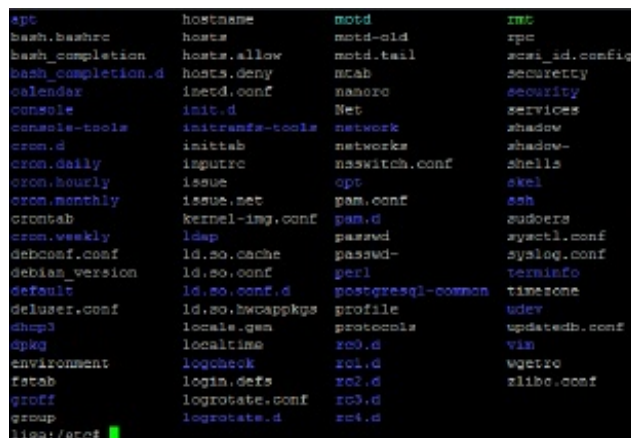 apt hostname motd rmt
bash.bashrc hosts motd-old rpc
bash_completion hosts.allow motd.tail scsi_id.config
bash_completion.d hosts.deny mtab securetty
calendar inetd.conf nanorc security
console init.d Net services
console-tools initramfs-tools network shadow
cron.d inittab networks shadow-
cron.daily inputrc nsswitch.conf shells
cron.hourly issue opt skel
cron.monthly issue.net pam.conf ssh
crontab kernel-img.conf pam.d sudoers
cron.weekly ldap passwd sysctl.conf
debconf.conf ld.so.cache passwd- syslog.conf
debian_version ld.so.conf perl terminfo
default ld.so.conf.d postgresql-common timezone
deluser.conf ld.so.hwcappkgs profile udev
dhcp3 locale.gen protocols updatedb.conf
dpkg localtime rc0.d vim
environment logcheck rc1.d wgetrc
fstab login.defs rc2.d zlibc.conf
groff logrotate.conf rc3.d
group logrotate.d rc4.d
lisa:/etc#